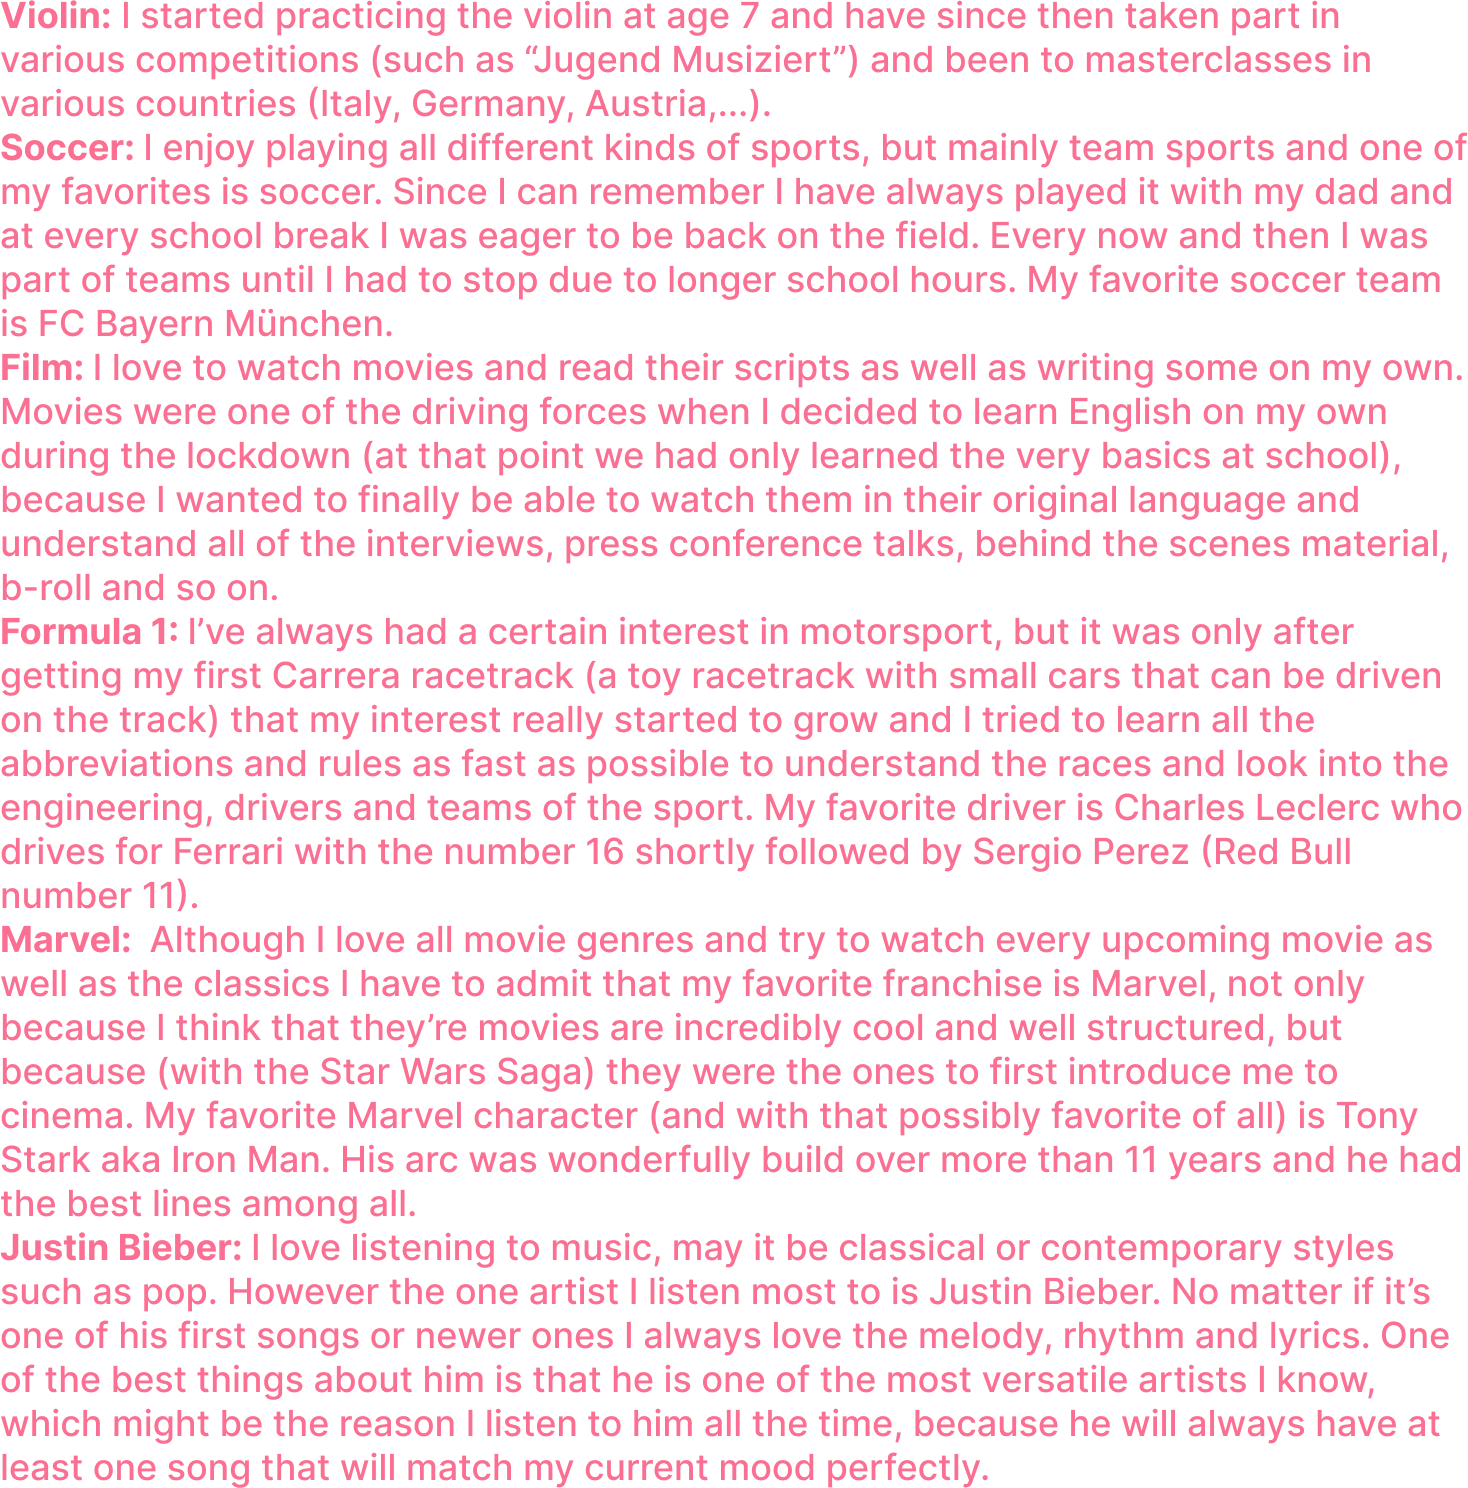 Violin: I started practicing the violin at age 7 and have since then taken part in
various competitions (such as “Jugend Musiziert”) and been to masterclasses in
various countries (Italy, Germany, Austria,...).
Soccer: I enjoy playing all different kinds of sports, but mainly team sports and one of
my favorites is soccer. Since I can remember I have always played it with my dad and
at every school break I was eager to be back on the field. Every now and then I was
part of teams until I had to stop due to longer school hours. My favorite soccer team
is FC Bayern München.
Film: I love to watch movies and read their scripts as well as writing some on my own.
Movies were one of the driving forces when I decided to learn English on my own
during the lockdown (at that point we had only learned the very basics at school),
because I wanted to finally be able to watch them in their original language and
understand all of the interviews, press conference talks, behind the scenes material,
b-roll and so on.
Formula 1: I’ve always had a certain interest in motorsport, but it was only after
getting my first Carrera racetrack (a toy racetrack with small cars that can be driven
on the track) that my interest really started to grow and I tried to learn all the
abbreviations and rules as fast as possible to understand the races and look into the
engineering, drivers and teams of the sport. My favorite driver is Charles Leclerc who
drives for Ferrari with the number 16 shortly followed by Sergio Perez (Red Bull
number 11).
Marvel:  Although I love all movie genres and try to watch every upcoming movie as
well as the classics I have to admit that my favorite franchise is Marvel, not only
because I think that they’re movies are incredibly cool and well structured, but
because (with the Star Wars Saga) they were the ones to first introduce me to
cinema. My favorite Marvel character (and with that possibly favorite of all) is Tony
Stark aka Iron Man. His arc was wonderfully build over more than 11 years and he had
the best lines among all.
Justin Bieber: I love listening to music, may it be classical or contemporary styles
such as pop. However the one artist I listen most to is Justin Bieber. No matter if it’s
one of his first songs or newer ones I always love the melody, rhythm and lyrics. One
of the best things about him is that he is one of the most versatile artists I know,
which might be the reason I listen to him all the time, because he will always have at
least one song that will match my current mood perfectly.